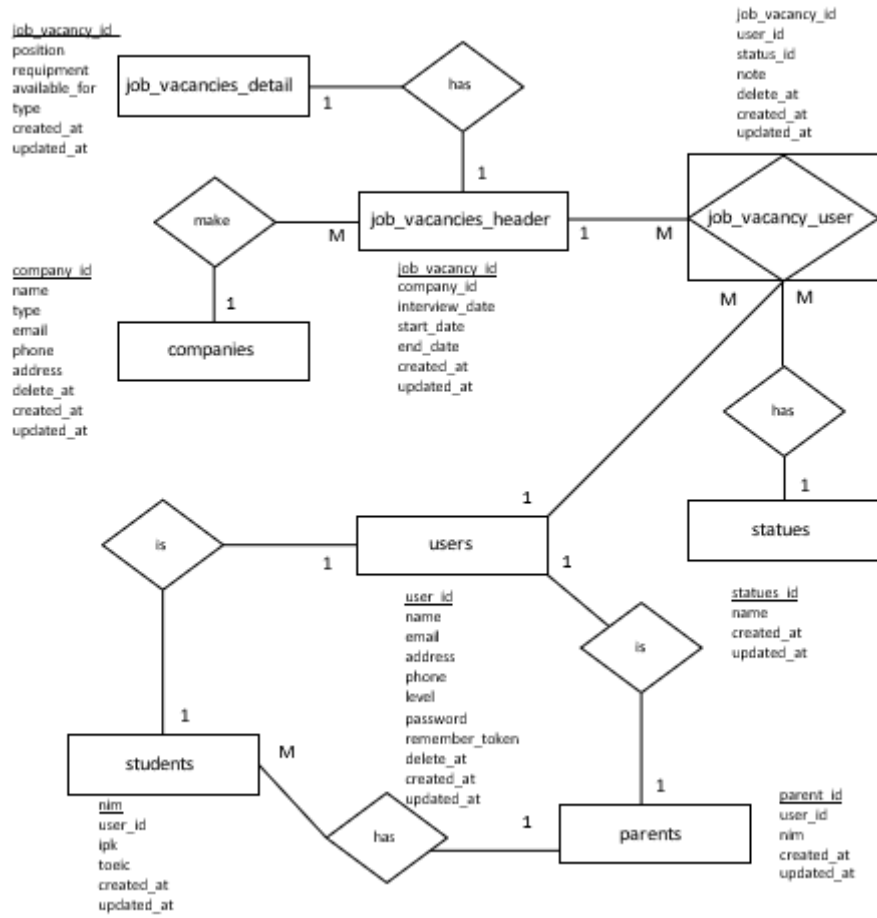 job_vacancy_id
position
requipment
available_for
type
created_at
updated_at
job_vacancies_detail
1
has
1
job_vacancy_id
user_id
status_id
note
delete_at
created_at
updated_at
make
M
job_vacancies_header
1
M
job_vacancy_user
M
M
company_id
name
type
email
phone
address
delete_at
created_at
updated_at
1
companies
job_vacancy_id
company_id
interview_date
start_date
end_date
created_at
updated_at
has
1
statues
statues_id
name
created_at
updated_at
is
1
users
1
1
user_id
name
email
address
phone
level
password
remember_token
delete_at
created_at
updated_at
is
1
students
M
nim
user_id
ipk
toeic
created_at
updated_at
has
1
1
parents
parent_id
user_id
nim
created_at
updated_at